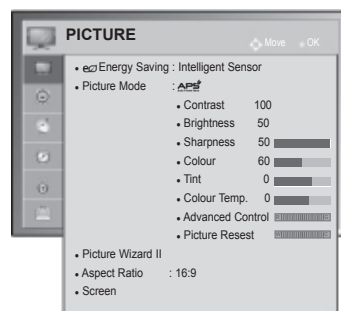 PICTURE
Move OK
• Energy Saving : Intelligent Sensor
• Picture Mode : APS
• Contrast 100
• Brightness 50
• Sharpness 50
• Colour 60
• Tint 0
• Colour Temp. 0
• Advanced Control
• Picture Resest
• Picture Wizard II
• Aspect Ratio : 16:9
• Screen